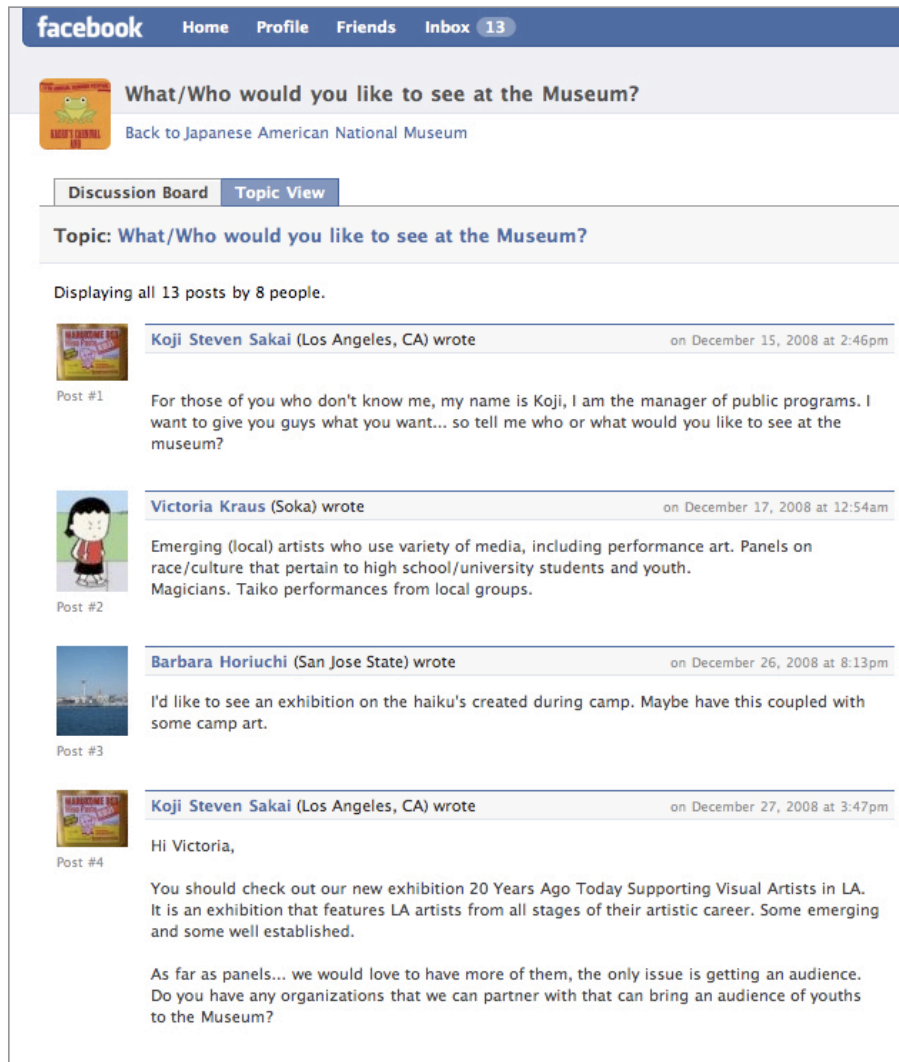 facebook Home Profile Friends Inbox 13
What/Who would you like to see at the Museum?
Back to Japanese American National Museum
Discussion Board Topic View
Topic: What/Who would you like to see at the Museum?
Displaying all 13 posts by 8 people.
Koji Steven Sakai (Los Angeles, CA) wrote on December 15, 2008 at 2:46pm
Post #1
For those of you who don't know me, my name is Koji, I am the manager of public programs. I
want to give you guys what you want... so tell me who or what would you like to see at the
museum?
Victoria Kraus (Soka) wrote on December 17, 2008 at 12:54am
Emerging (local) artists who use variety of media, including performance art. Panels on
race/culture that pertain to high school/university students and youth.
Magicians. Taiko performances from local groups.
Post #2
Barbara Horiuchi (San Jose State) wrote on December 26, 2008 at 8:13pm
I'd like to see an exhibition on the haiku's created during camp. Maybe have this coupled with
some camp art.
Post #3
Koji Steven Sakai (Los Angeles, CA) wrote on December 27, 2008 at 3:47pm
Hi Victoria,
Post #4
You should check out our new exhibition 20 Years Ago Today Supporting Visual Artists in LA.
It is an exhibition that features LA artists from all stages of their artistic career. Some emerging
and some well established.
As far as panels... we would love to have more of them, the only issue is getting an audience.
Do you have any organizations that we can partner with that can bring an audience of youths
to the Museum?